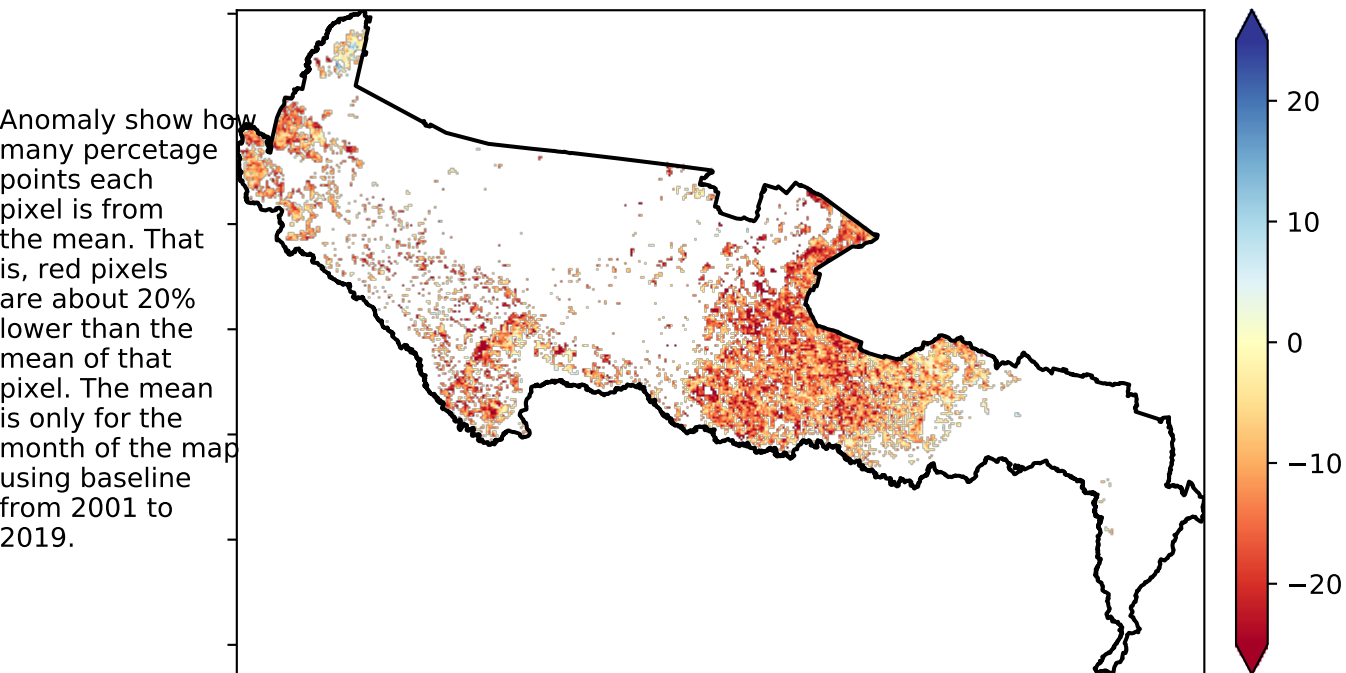 Anomaly show how
many percetage
points each
pixel is from
the mean. That
is, red pixels
are about 20%
lower than the
mean of that
pixel. The mean
is only for the
month of the map
using baseline
from 2001 to
2019.
20
10
0
−10
−20